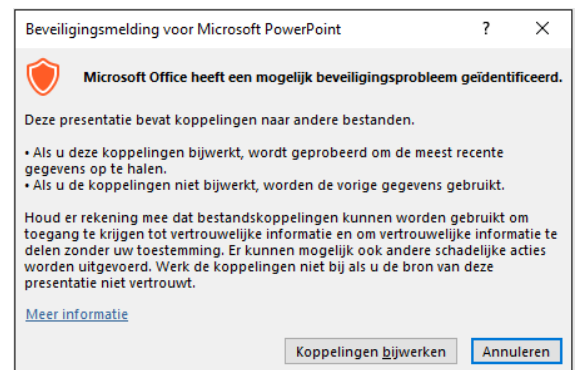 Beveiligingsmelding voor Microsoft PowerPoint ? ×
Microsoft Office heeft een mogelijk beveiligingsprobleem geïdentificeerd.
Deze presentatie bevat koppelingen naar andere bestanden.
• Als u deze koppelingen bijwerkt, wordt geprobeerd om de meest recente
gegevens op te halen.
• Als u de koppelingen niet bijwerkt, worden de vorige gegevens gebruikt.
Houd er rekening mee dat bestandskoppelingen kunnen worden gebruikt om
toegang te krijgen tot vertrouwelijke informatie en om vertrouwelijke informatie te
delen zonder uw toestemming. Er kunnen mogelijk ook andere schadelijke acties
worden uitgevoerd. Werk de koppelingen niet bij als u de bron van deze
presentatie niet vertrouwt.
Meer informatie
Koppelingen bijwerken Annuleren